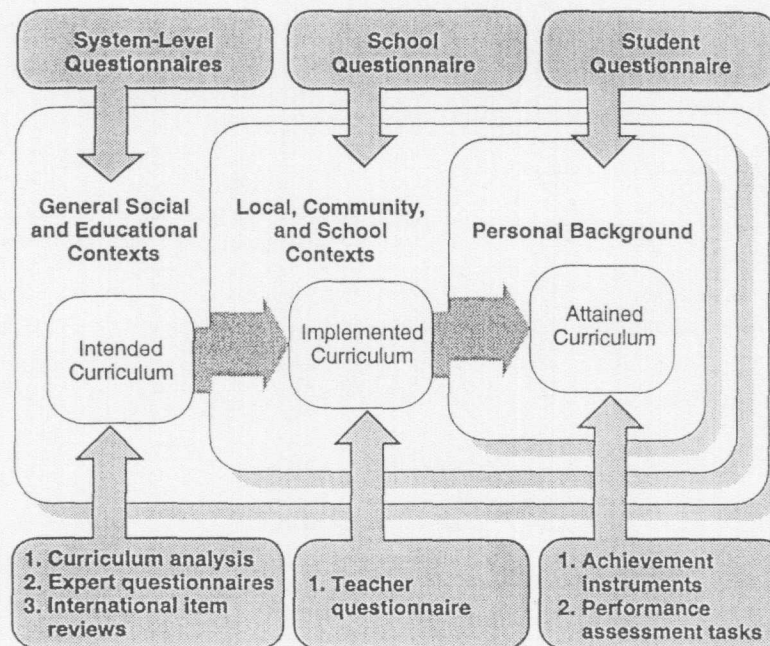 System-Level
Questionnaires
School
Questionnaire
Student
Questionnaire
General Social
and Educational
Contexts
Local, Community,
and School
Contexts
Personal Background
Intended
Curriculum
Implemented
Curriculum
Attained
Curriculum
1. Curriculum analysis
2. Expert questionnaires
3. International item
reviews
1. Teacher
questionnaire
1. Achievement
instruments
2. Performance
assessment tasks